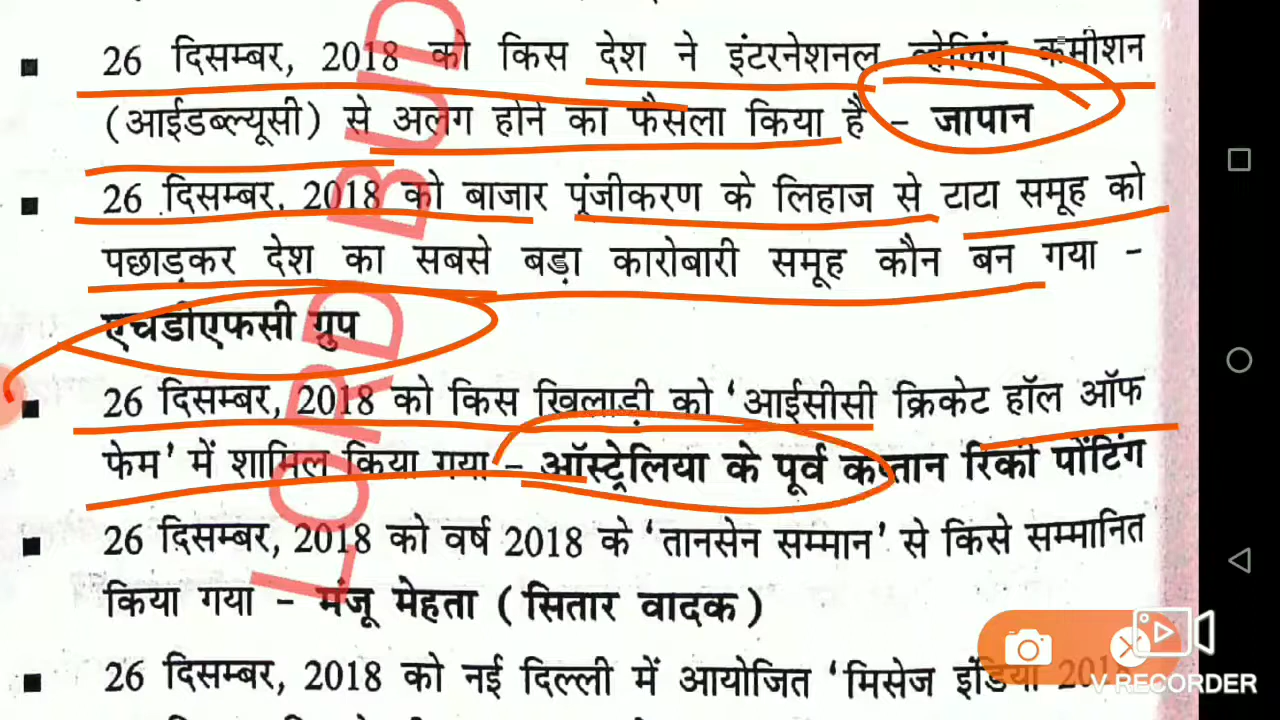 26 दिसम्बर, 2018 को किस देश ने इंटरनेशनल व्हेलिंग कमीशन
(आईडब्ल्यूसी) से अलग होने का फैसला किया है - जापान
26 दिसम्बर, 2018 को बाजार पूंजीकरण के लिहाज से टाटा समूह को
पछाड़कर देश का सबसे बड़ा कारोबारी समूह कौन बन गया -
एचडीएफसी ग्रुप
26 दिसम्बर, 2018 को किस खिलाड़ी को 'आईसीसी क्रिकेट हॉल ऑफ
फेम' में शामिल किया गया - ऑस्ट्रेलिया के पूर्व कप्तान रिकी पोंटिंग
26 दिसम्बर, 2018 को वर्ष 2018 के 'तानसेन सम्मान' से किसे सम्मानित
किया गया - मंजू मेहता (सितार वादक)
26 दिसम्बर, 2018 को नई दिल्ली में आयोजित 'मिसेज इंडिया
LORD BUD
V RECORDER